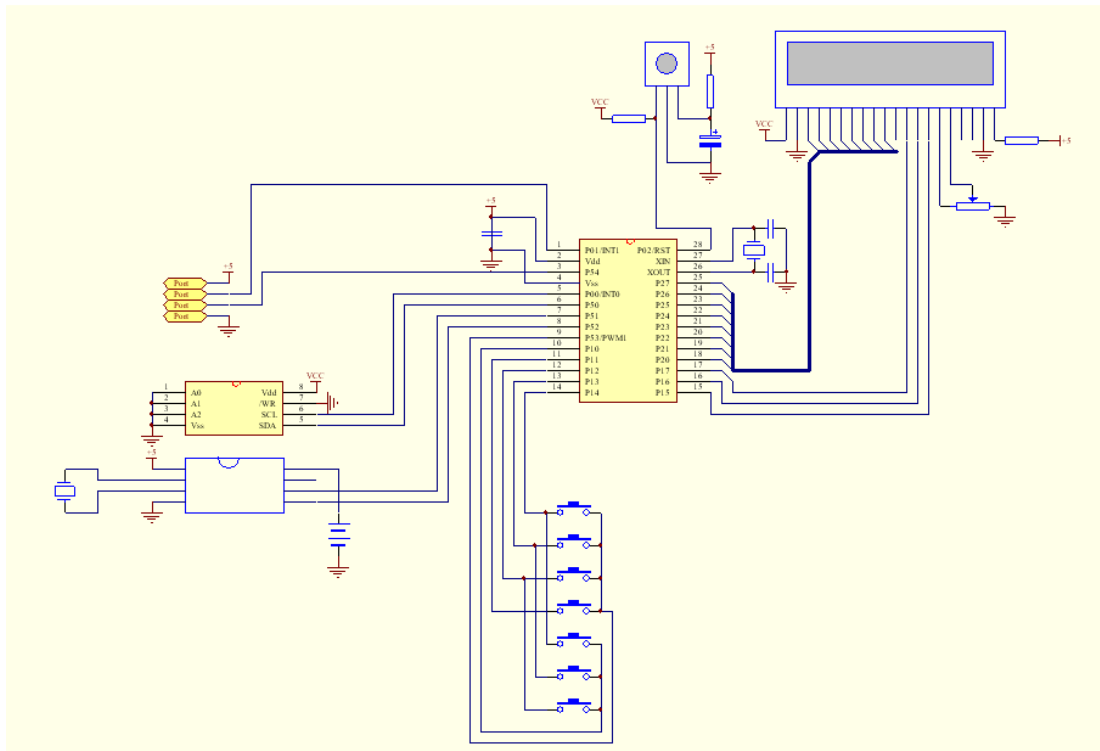 +5
VCC
VCC
+5
+5
1 P01/INT1 P02/RST 28
2 Vdd XIN 27
3 P54 XOUT 26
4 Vss P27 25
5 P00/INT0 P26 24
6 P50 P25 23
7 P51 P24 22
8 P52 P23 21
9 P53/PWM1 P22 20
10 P10 P21 19
11 P11 P20 18
12 P12 P17 17
13 P13 P16 16
14 P14 P15 15
+5
Port
Port
Port
Port
VCC
1 A0 Vdd 8
2 A1 /WR 7
3 A2 SCL 6
4 Vss SDA 5
+5